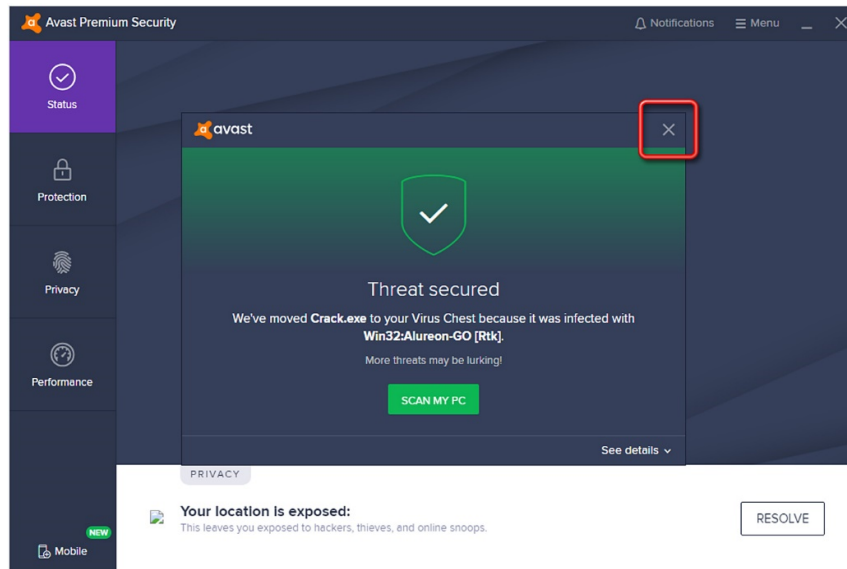 Avast Premium Security
Notifications
Menu
Status
Protection
Privacy
Performance
NEW
Mobile
avast
Threat secured
We've moved Crack.exe to your Virus Chest because it was infected with
Win32:Alureon-GO [Rtk].
More threats may be lurking!
SCAN MY PC
See details
PRIVACY
Your location is exposed:
This leaves you exposed to hackers, thieves, and online snoops.
RESOLVE